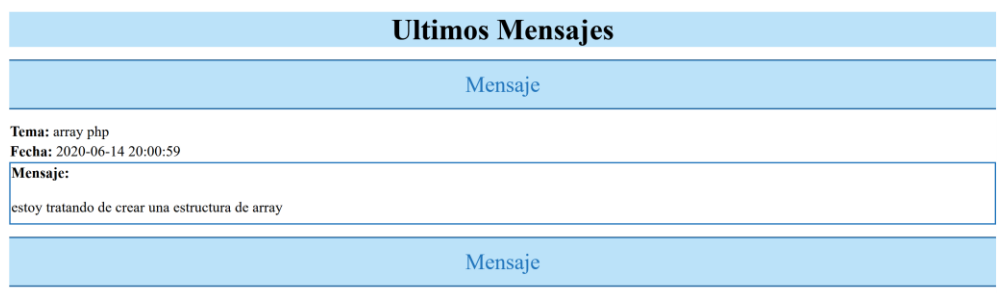 Ultimos Mensajes
Mensaje
Tema: array php
Fecha: 2020-06-14 20:00:59
Mensaje:
estoy tratando de crear una estructura de array
Mensaje